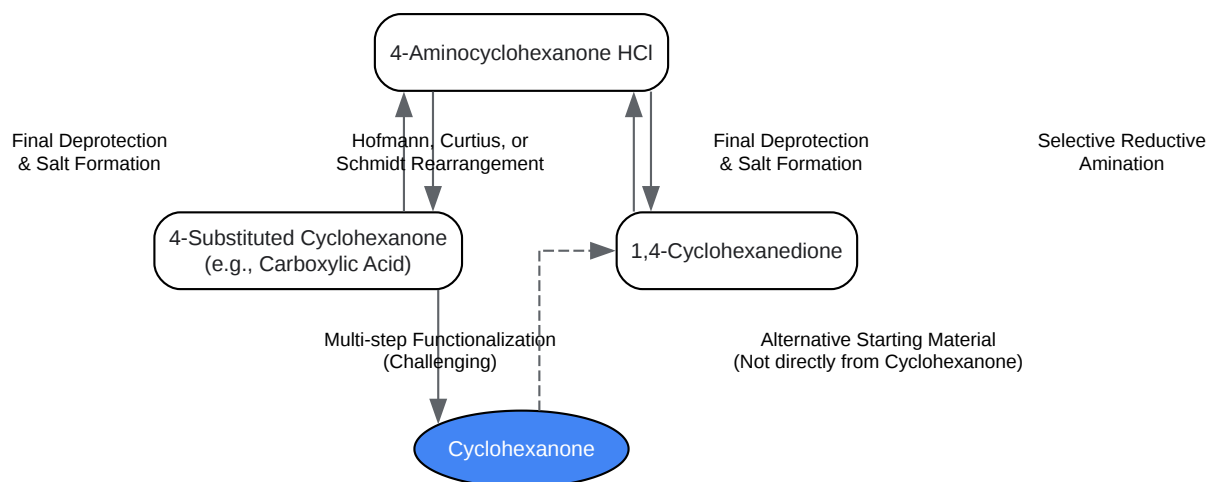 4-Aminocyclohexanone HCl
Final Deprotection
& Salt Formation
Hofmann, Curtius, or
Schmidt Rearrangement
Final Deprotection
& Salt Formation
Selective Reductive
Amination
4-Substituted Cyclohexanone
(e.g., Carboxylic Acid)
1,4-Cyclohexanedione
Multi-step Functionalization
(Challenging)
Alternative Starting Material
(Not directly from Cyclohexanone)
Cyclohexanone